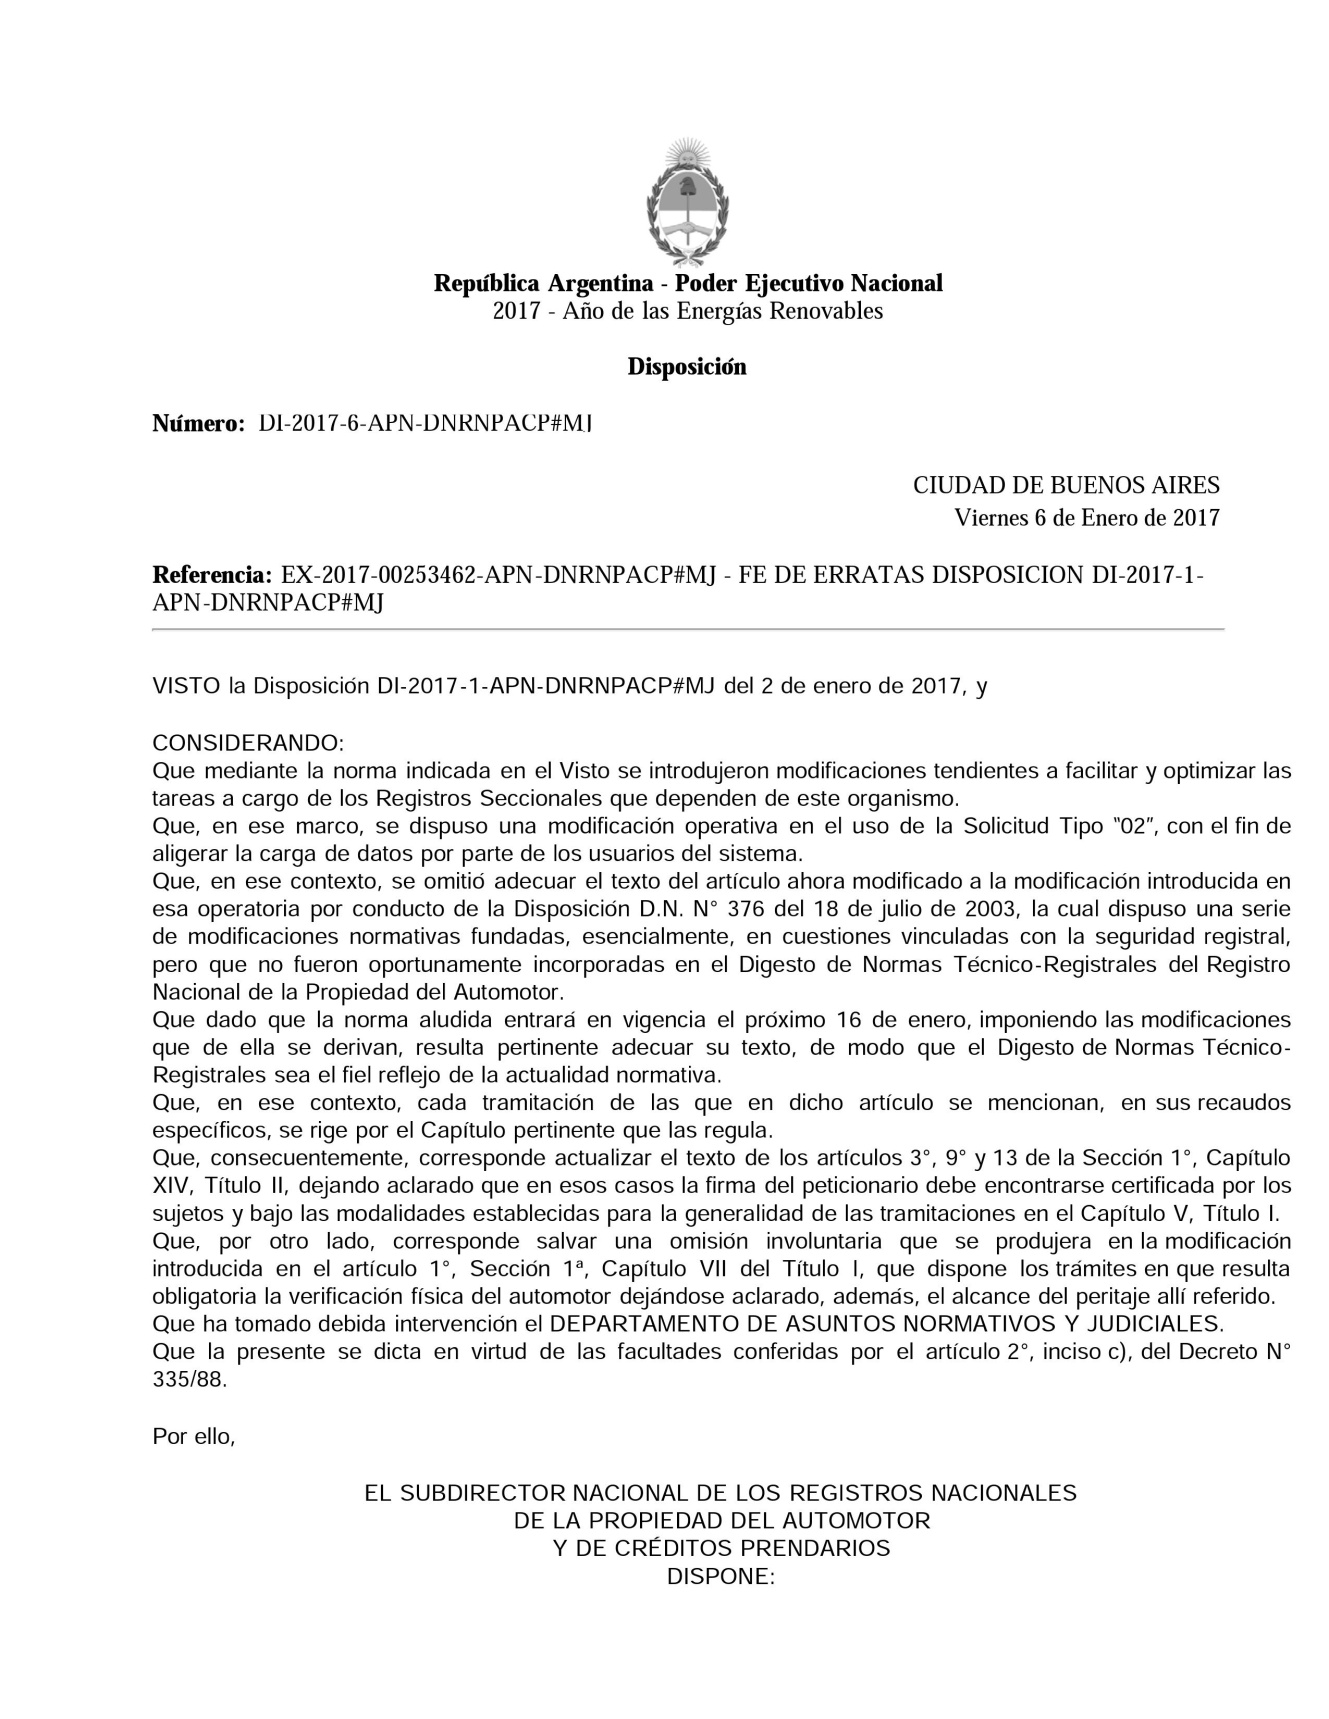 República Argentina - Poder Ejecutivo Nacional
2017 - Año de las Energías Renovables
Disposición
Número: DI-2017-6-APN-DNRNPACP#MJ
CIUDAD DE BUENOS AIRES
Viernes 6 de Enero de 2017
Referencia: EX-2017-00253462-APN-DNRNPACP#MJ - FE DE ERRATAS DISPOSICION DI-2017-1-
APN-DNRNPACP#MJ
VISTO la Disposición DI-2017-1-APN-DNRNPACP#MJ del 2 de enero de 2017, y
CONSIDERANDO:
Que mediante la norma indicada en el Visto se introdujeron modificaciones tendientes a facilitar y optimizar las
tareas a cargo de los Registros Seccionales que dependen de este organismo.
Que, en ese marco, se dispuso una modificación operativa en el uso de la Solicitud Tipo “02”, con el fin de
aligerar la carga de datos por parte de los usuarios del sistema.
Que, en ese contexto, se omitió adecuar el texto del artículo ahora modificado a la modificación introducida en
esa operatoria por conducto de la Disposición D.N. N° 376 del 18 de julio de 2003, la cual dispuso una serie
de modificaciones normativas fundadas, esencialmente, en cuestiones vinculadas con la seguridad registral,
pero que no fueron oportunamente incorporadas en el Digesto de Normas Técnico-Registrales del Registro
Nacional de la Propiedad del Automotor.
Que dado que la norma aludida entrará en vigencia el próximo 16 de enero, imponiendo las modificaciones
que de ella se derivan, resulta pertinente adecuar su texto, de modo que el Digesto de Normas Técnico-
Registrales sea el fiel reflejo de la actualidad normativa.
Que, en ese contexto, cada tramitación de las que en dicho artículo se mencionan, en sus recaudos
específicos, se rige por el Capítulo pertinente que las regula.
Que, consecuentemente, corresponde actualizar el texto de los artículos 3°, 9° y 13 de la Sección 1°, Capítulo
XIV, Título II, dejando aclarado que en esos casos la firma del peticionario debe encontrarse certificada por los
sujetos y bajo las modalidades establecidas para la generalidad de las tramitaciones en el Capítulo V, Título I.
Que, por otro lado, corresponde salvar una omisión involuntaria que se produjera en la modificación
introducida en el artículo 1°, Sección 1ª, Capítulo VII del Título I, que dispone los trámites en que resulta
obligatoria la verificación física del automotor dejándose aclarado, además, el alcance del peritaje allí referido.
Que ha tomado debida intervención el DEPARTAMENTO DE ASUNTOS NORMATIVOS Y JUDICIALES.
Que la presente se dicta en virtud de las facultades conferidas por el artículo 2°, inciso c), del Decreto N°
335/88.
Por ello,
EL SUBDIRECTOR NACIONAL DE LOS REGISTROS NACIONALES
DE LA PROPIEDAD DEL AUTOMOTOR
Y DE CRÉDITOS PRENDARIOS
DISPONE: